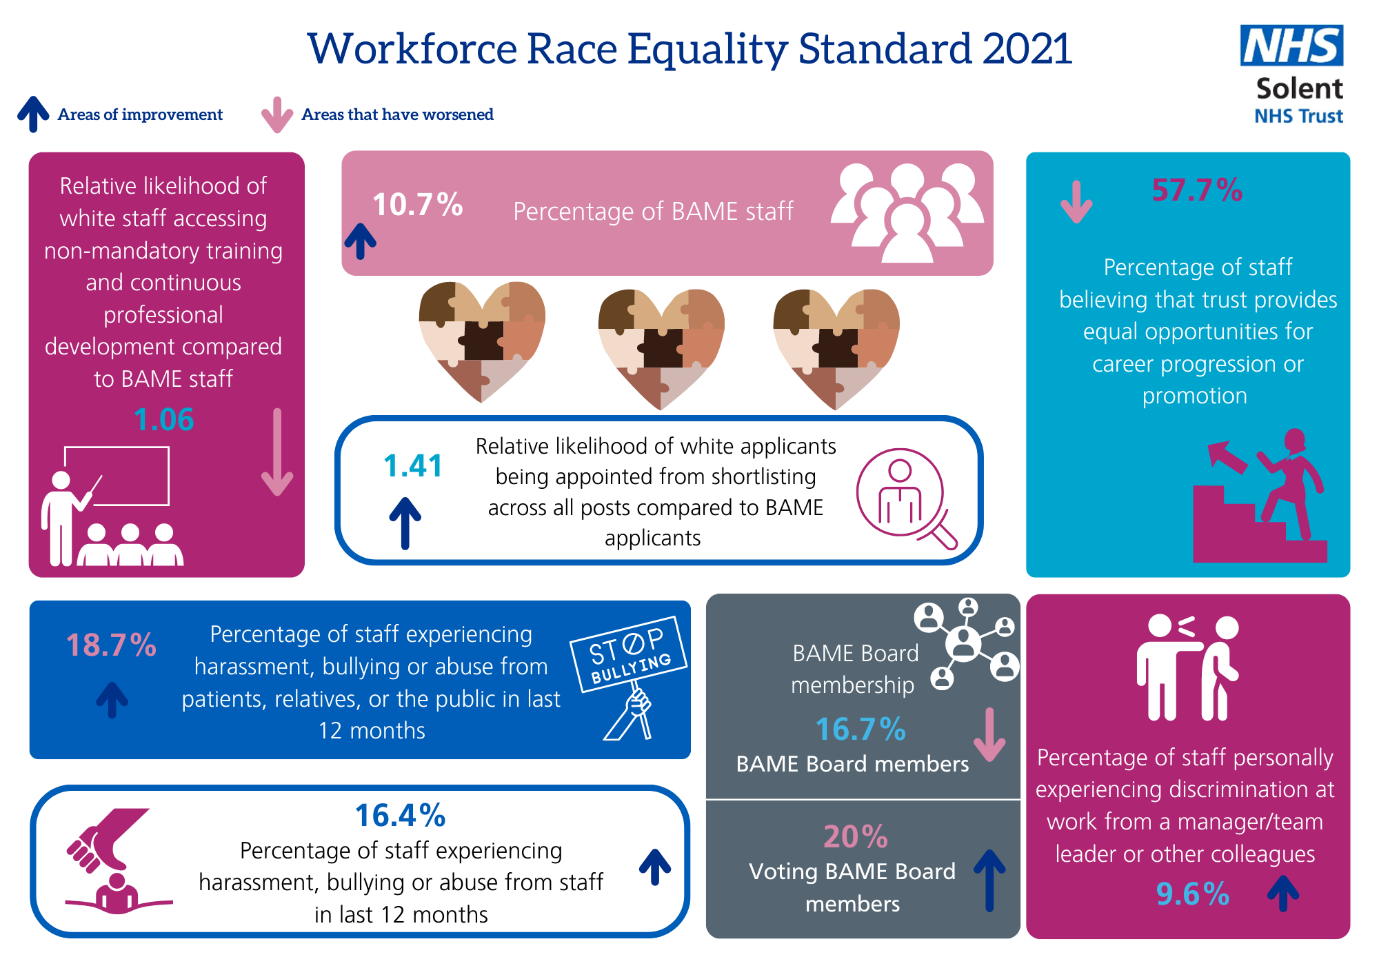 Workforce Race Equality Standard 2021
NHS
Solent
NHS Trust
Areas of improvement
Areas that have worsened
Relative likelihood of
white staff accessing
non-mandatory training
and continuous
professional
development compared
to BAME staff
1.06
10.7%
Percentage of BAME staff
1.41
Relative likelihood of white applicants
being appointed from shortlisting
across all posts compared to BAME
applicants
57.7%
Percentage of staff
believing that trust provides
equal opportunities for
career progression or
promotion
18.7%
Percentage of staff experiencing
harassment, bullying or abuse from
patients, relatives, or the public in last
12 months
STOP
BULLYING
16.4%
Percentage of staff experiencing
harassment, bullying or abuse from staff
in last 12 months
BAME Board
membership
16.7%
BAME Board members
20%
Voting BAME Board
members
Percentage of staff personally
experiencing discrimination at
work from a manager/team
leader or other colleagues
9.6%